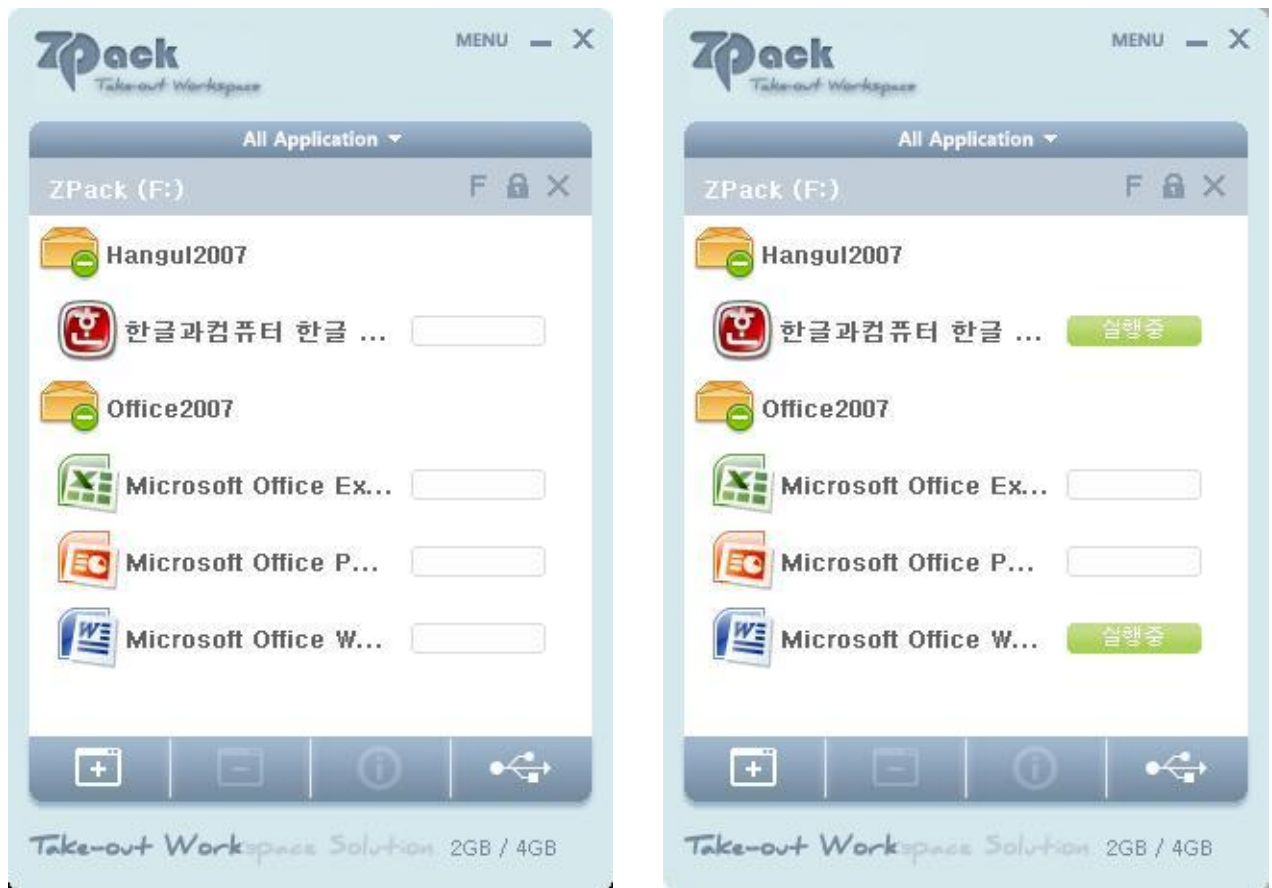 ZPack
Take-out Workspace
MENU
All Application
ZPack (F:)
F
Hangul2007
한글과컴퓨터 한글 ...
Office2007
Microsoft Office Ex...
Microsoft Office P...
Microsoft Office W...
Take-out Workspace Solution 2GB / 4GB
ZPack
Take-out Workspace
MENU
All Application
ZPack (F:)
F
Hangul2007
한글과컴퓨터 한글 ... 실행중
Office2007
Microsoft Office Ex...
Microsoft Office P...
Microsoft Office W... 실행중
Take-out Workspace Solution 2GB / 4GB